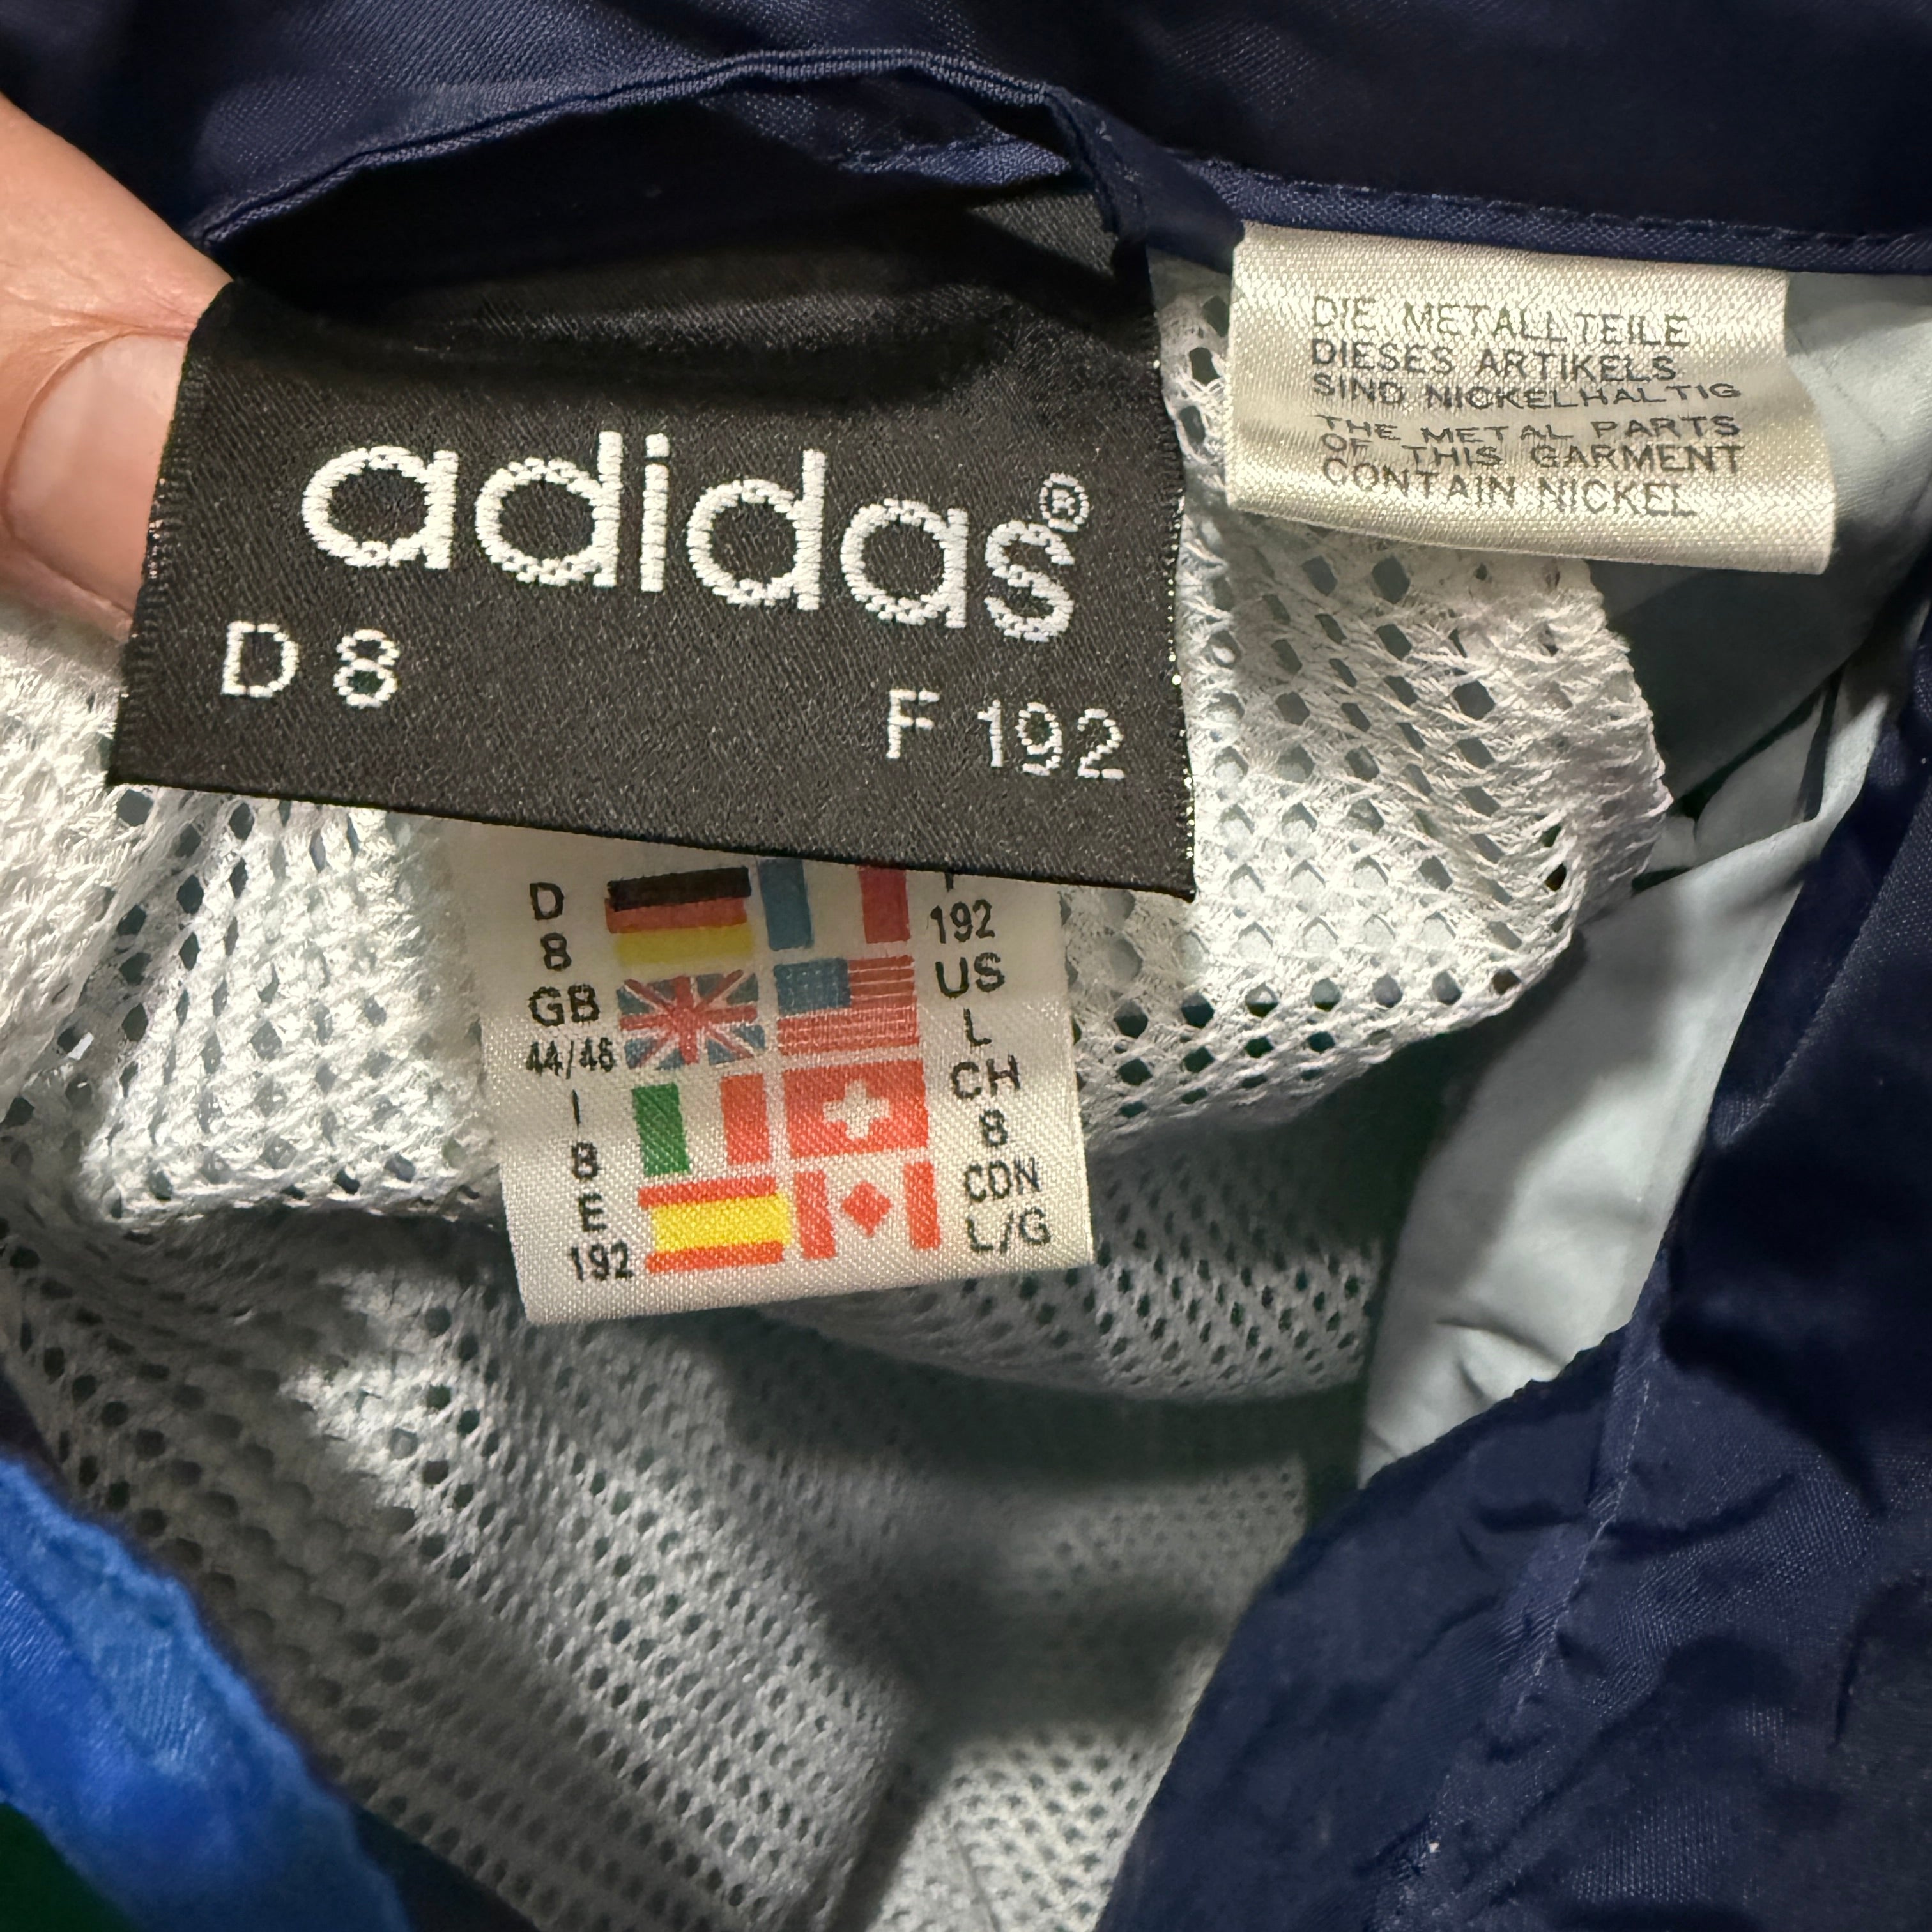 adidas®
D 8
F 192
DIE METALLTEILE
DIESES ARTIKELS
SIND NICKELHALTIG
THE METAL PARTS
OF THIS GARMENT
CONTAIN NICKEL
D
8
GB
44/46
I
8
E
192
192
US
L
CH
8
CDN
L/G